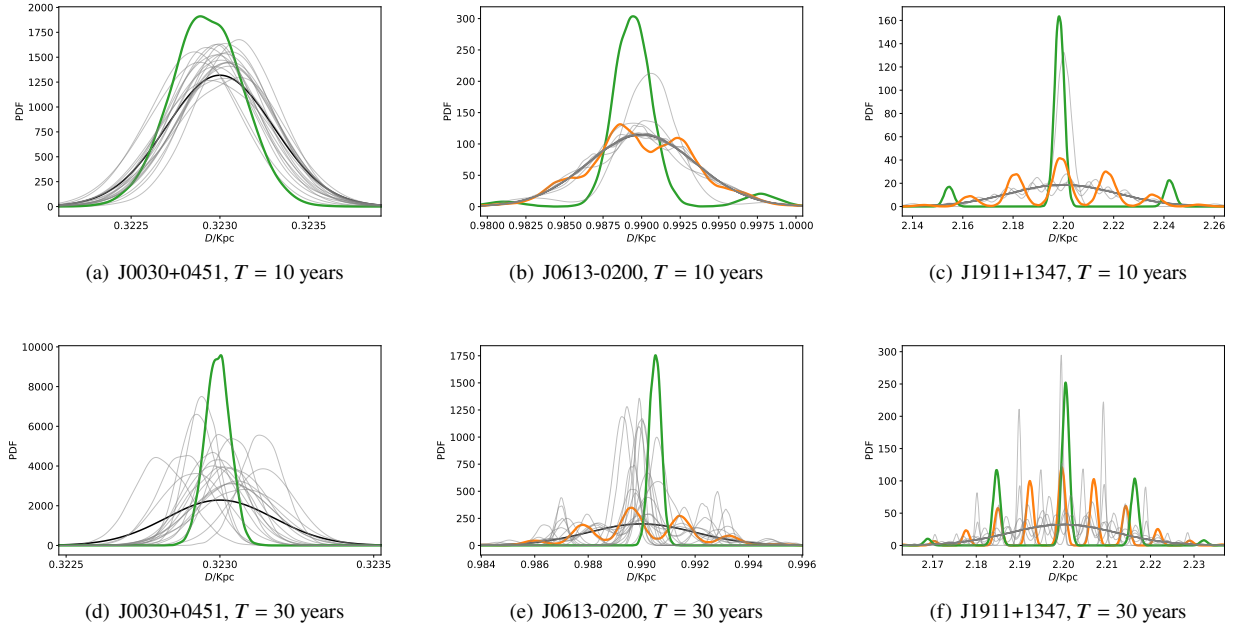 2000
1750
1500
1250
1000
750
500
250
0
PDF
0.3225 0.3230 0.3235
D/Kpc
(a) J0030+0451, T = 10 years
300
250
200
150
100
50
0
PDF
0.9800 0.9825 0.9850 0.9875 0.9900 0.9925 0.9950 0.9975 1.0000
D/Kpc
(b) J0613-0200, T = 10 years
160
140
120
100
80
60
40
20
0
PDF
2.14 2.16 2.18 2.20 2.22 2.24 2.26
D/Kpc
(c) J1911+1347, T = 10 years
10000
8000
6000
4000
2000
0
PDF
0.3225 0.3230 0.3235
D/Kpc
(d) J0030+0451, T = 30 years
1750
1500
1250
1000
750
500
250
0
PDF
0.984 0.986 0.988 0.990 0.992 0.994 0.996
D/Kpc
(e) J0613-0200, T = 30 years
300
250
200
150
100
50
0
PDF
2.17 2.18 2.19 2.20 2.21 2.22 2.23
D/Kpc
(f) J1911+1347, T = 30 years